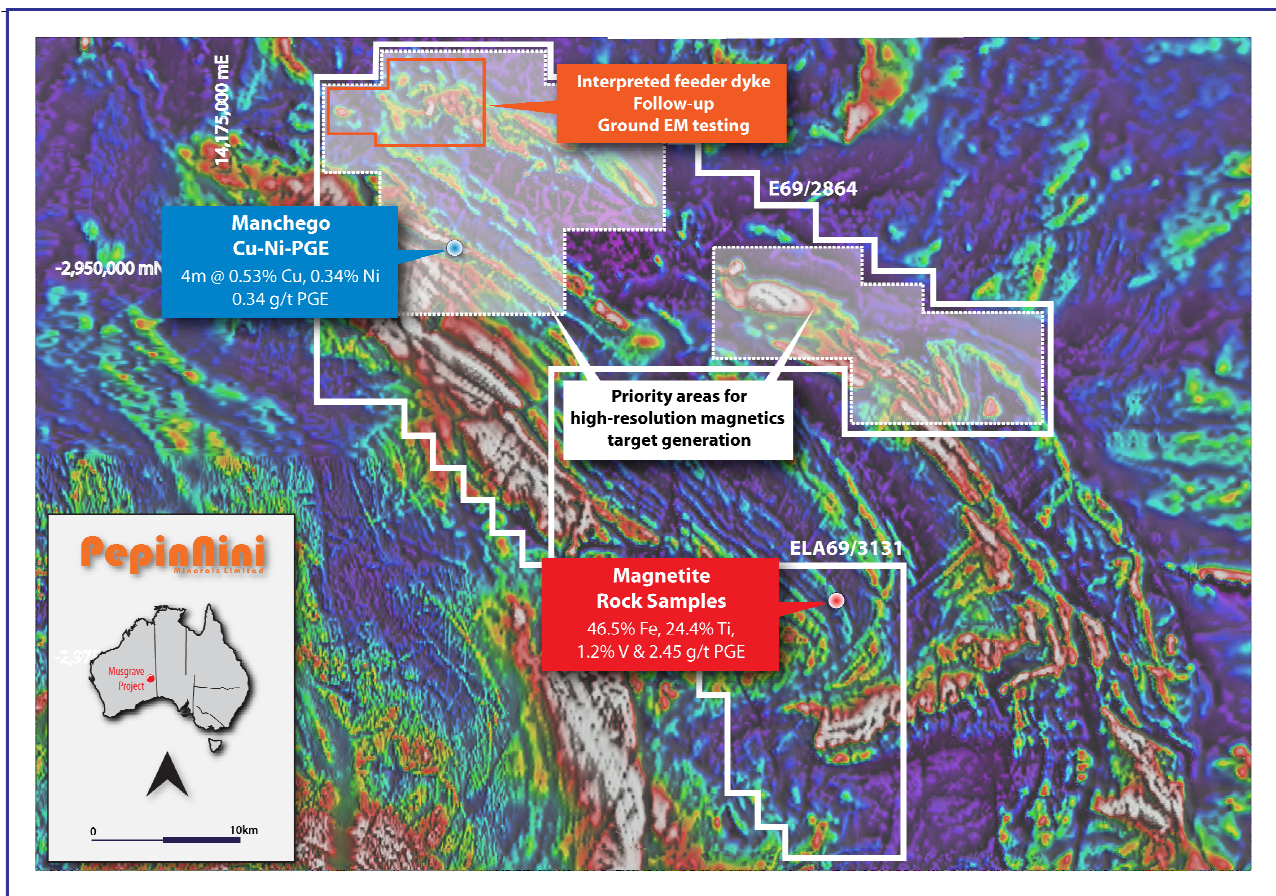 14,175,000 mE
Interpreted feeder dyke
Follow-up
Ground EM testing
E69/2864
Manchego
Cu-Ni-PGE
4m @ 0.53% Cu, 0.34% Ni
0.34 g/t PGE
-2,950,000 mN
Priority areas for
high-resolution magnetics
target generation
ELA69/3131
Magnetite
Rock Samples
46.5% Fe, 24.4% Ti,
1.2% V & 2.45 g/t PGE
PepinNini
Minerals Limited
Musgrave
Project
0
10km